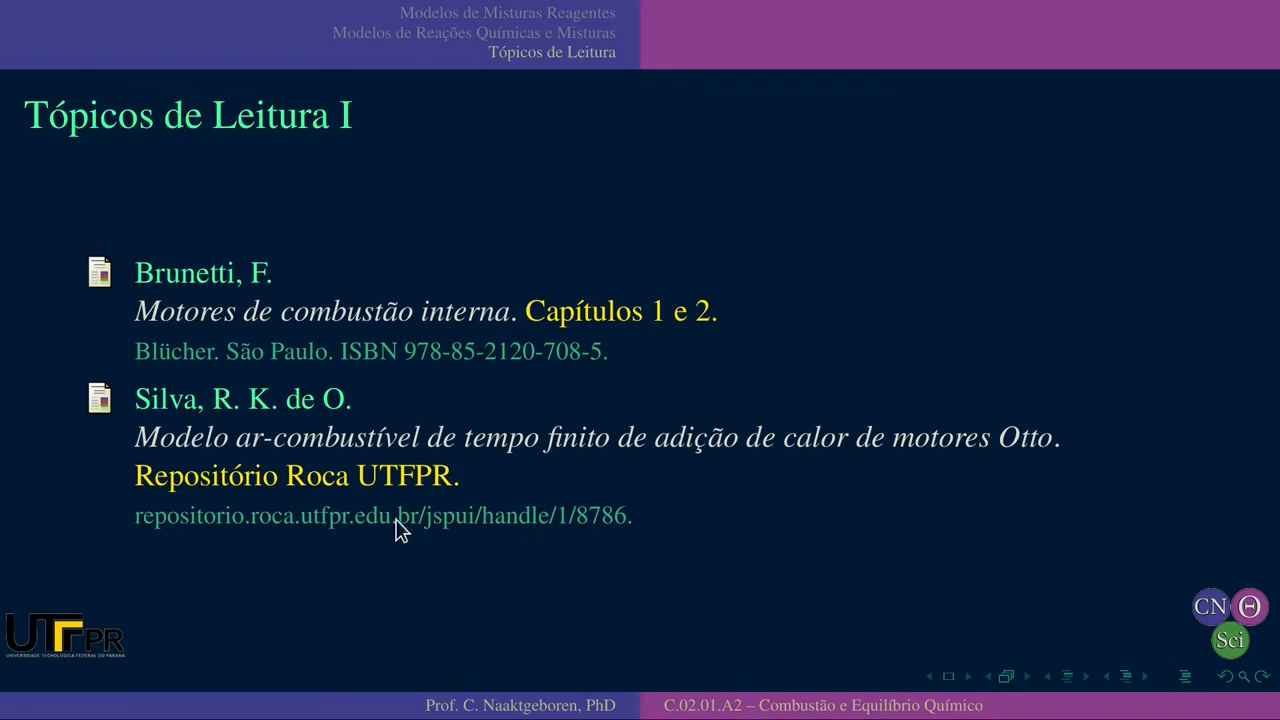 Modelos de Misturas Reagentes
Modelos de Reações Químicas e Misturas
Tópicos de Leitura
Tópicos de Leitura I
Brunetti, F.
Motores de combustão interna. Capítulos 1 e 2.
Blücher. São Paulo. ISBN 978-85-2120-708-5.
Silva, R. K. de O.
Modelo ar-combustível de tempo finito de adição de calor de motores Otto.
Repositório Roca UTFPR.
repositorio.roca.utfpr.edu.br/jspui/handle/1/8786.
UTFPR
UNIVERSIDADE TECNOLÓGICA FEDERAL DO PARANÁ
CN Θ
Sci
Prof. C. Naaktgeboren, PhD
C.02.01.A2 – Combustão e Equilíbrio Químico